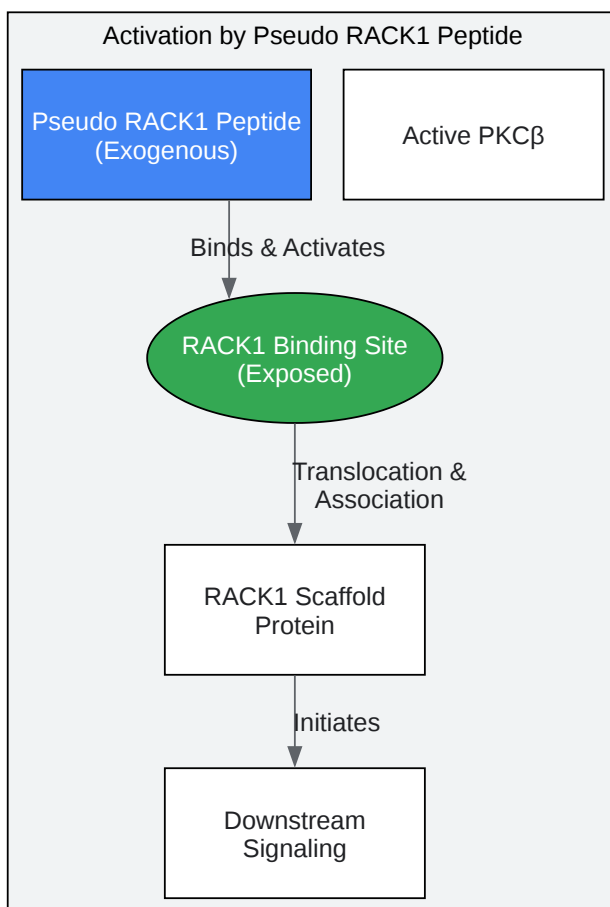 Activation by Pseudo RACK1 Peptide
Pseudo RACK1 Peptide
(Exogenous)
Active PKCβ
Binds & Activates
RACK1 Binding Site
(Exposed)
Translocation &
Association
RACK1 Scaffold
Protein
Initiates
Downstream
Signaling